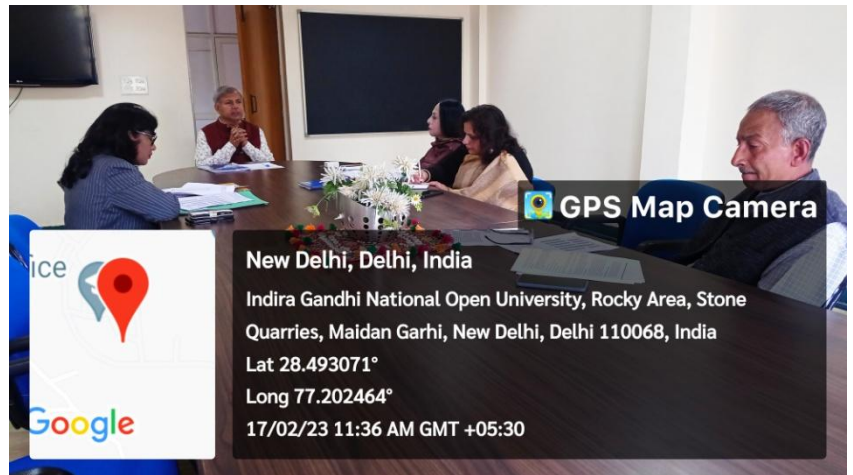 GPS Map Camera
ice
Google
New Delhi, Delhi, India
Indira Gandhi National Open University, Rocky Area, Stone
Quarries, Maidan Garhi, New Delhi, Delhi 110068, India
Lat 28.493071°
Long 77.202464°
17/02/23 11:36 AM GMT +05:30